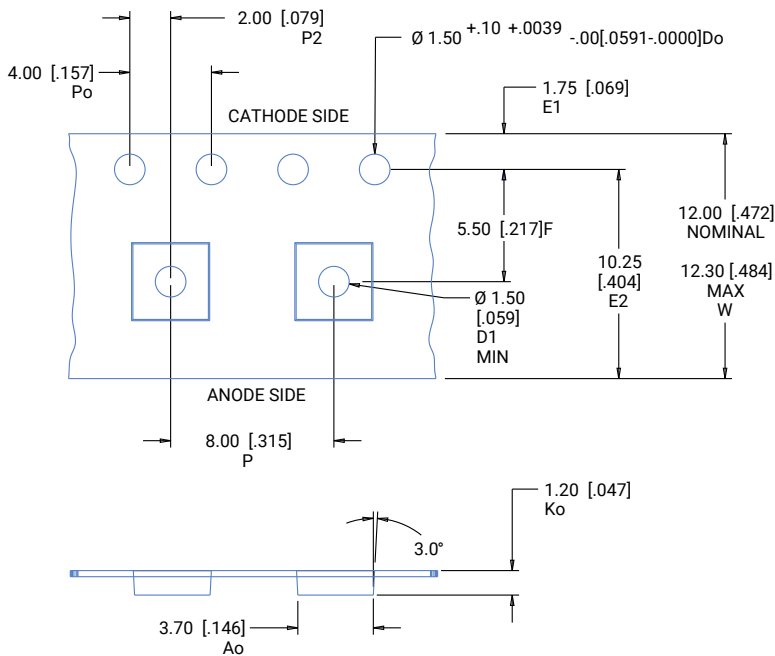 2.00 [.079]
P2
Ø 1.50 +.10 +.0039 -.00[.0591-.0000]Do
4.00 [.157]
Po
1.75 [.069]
E1
CATHODE SIDE
5.50 [.217]F
12.00 [.472]
NOMINAL
10.25
[.404]
E2
12.30 [.484]
MAX
W
Ø 1.50
[.059]
D1
MIN
ANODE SIDE
8.00 [.315]
P
1.20 [.047]
Ko
3.0°
3.70 [.146]
Ao